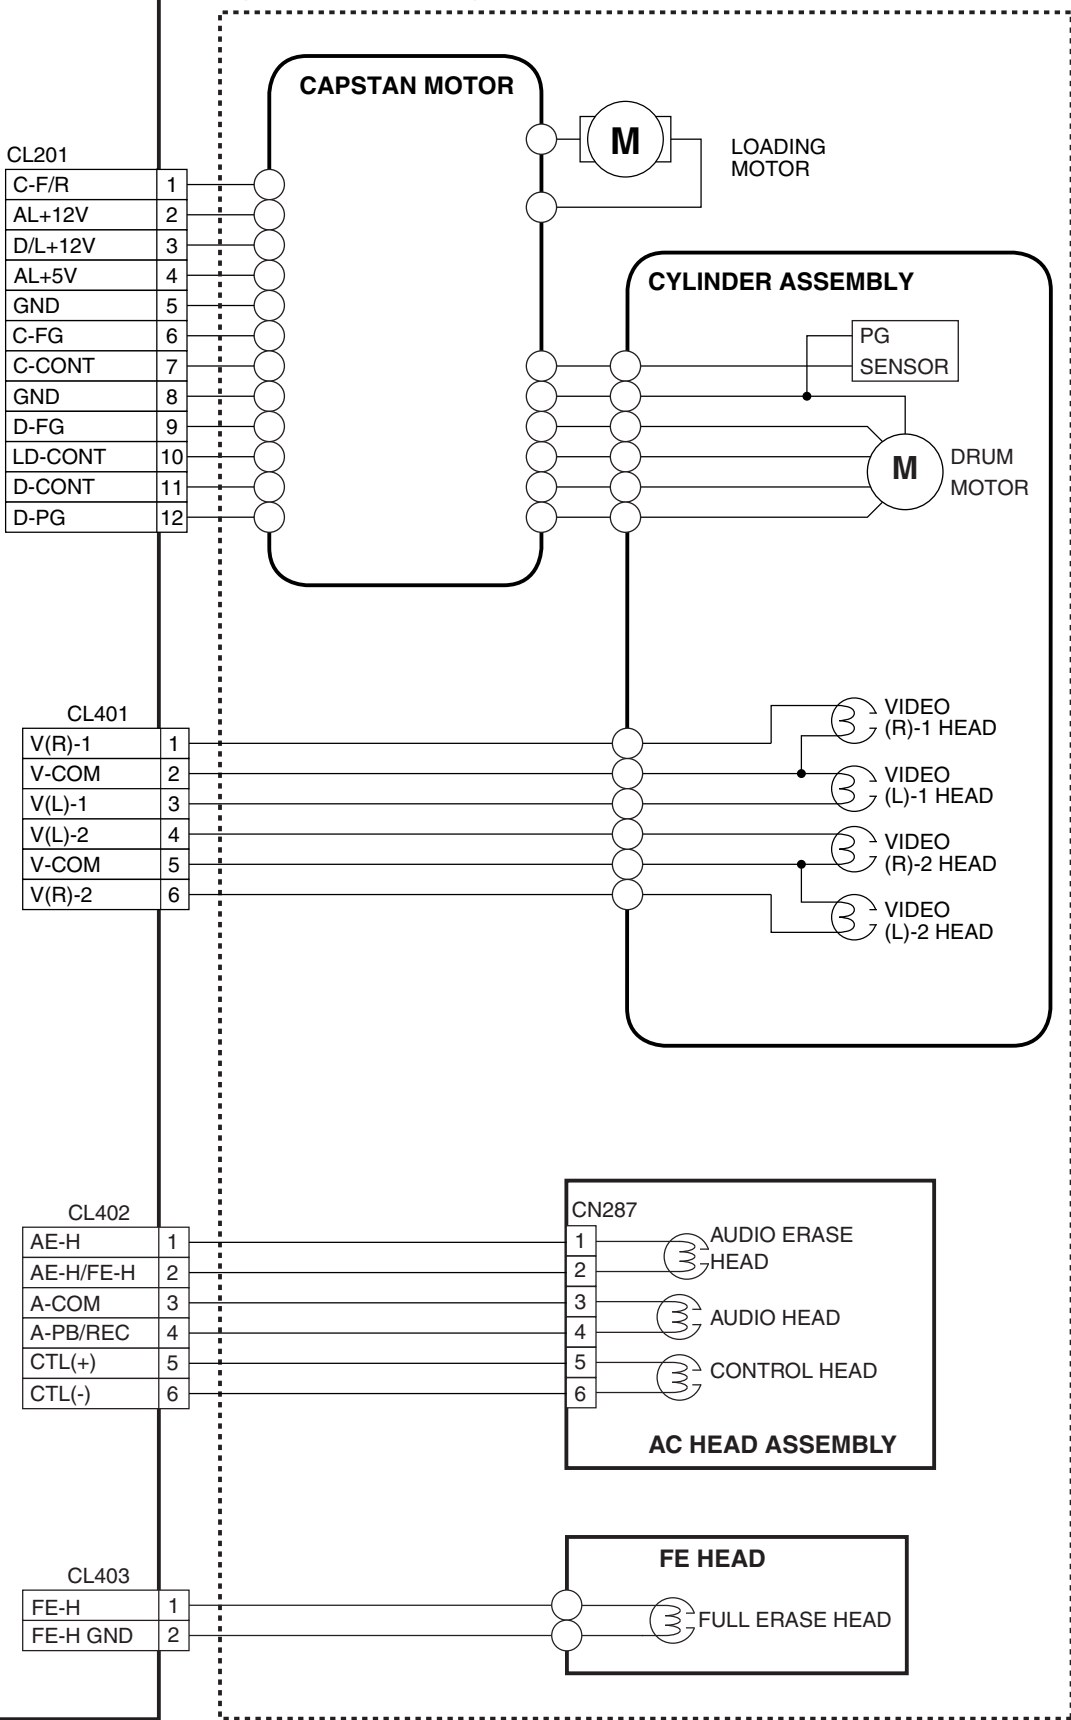 CAPSTAN MOTOR
M
LOADING
MOTOR
CL201
C-F/R 1
AL+12V 2
D/L+12V 3
AL+5V 4
GND 5
C-FG 6
C-CONT 7
GND 8
D-FG 9
LD-CONT 10
D-CONT 11
D-PG 12
CYLINDER ASSEMBLY
PG
SENSOR
M
DRUM
MOTOR
CL401
V(R)-1 1
V-COM 2
V(L)-1 3
V(L)-2 4
V-COM 5
V(R)-2 6
VIDEO
(R)-1 HEAD
VIDEO
(L)-1 HEAD
VIDEO
(R)-2 HEAD
VIDEO
(L)-2 HEAD
CL402
AE-H 1
AE-H/FE-H 2
A-COM 3
A-PB/REC 4
CTL(+) 5
CTL(-) 6
CN287
1
2
3
4
5
6
AUDIO ERASE
HEAD
AUDIO HEAD
CONTROL HEAD
AC HEAD ASSEMBLY
CL403
FE-H 1
FE-H GND 2
FE HEAD
FULL ERASE HEAD